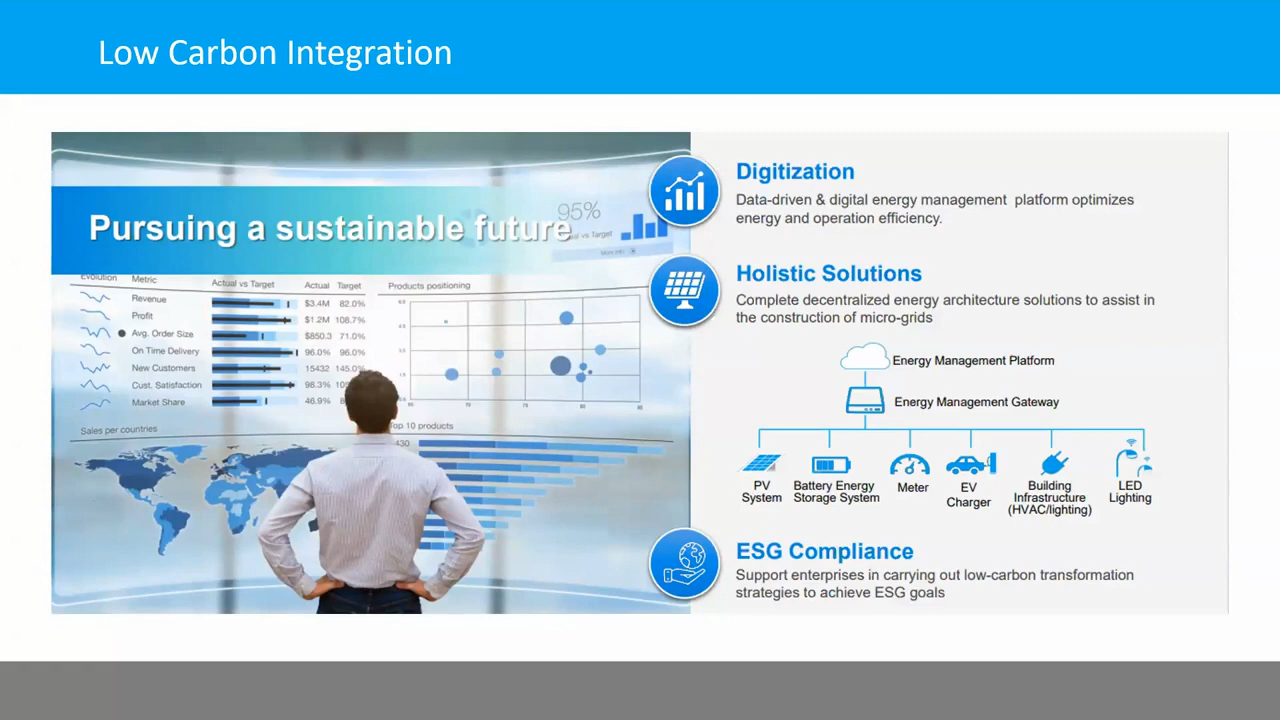 Low Carbon Integration
Pursuing a sustainable future
95%
More info
Evolution Metric Actual vs Target Actual Target
Revenue $3.4M 82.0%
Profit $1.2M 108.7%
Avg. Order Size $850.3 71.0%
On Time Delivery 96.0% 96.0%
New Customers 15432 145.0%
Cust. Satisfaction 98.3%
Market Share 46.9%
Products positioning
Sales per countries
Top 10 products
430
Digitization
Data-driven & digital energy management platform optimizes
energy and operation efficiency.
Holistic Solutions
Complete decentralized energy architecture solutions to assist in
the construction of micro-grids
Energy Management Platform
Energy Management Gateway
PV
System
Battery Energy
Storage System
Meter
EV
Charger
Building
Infrastructure
(HVAC/lighting)
LED
Lighting
ESG Compliance
Support enterprises in carrying out low-carbon transformation
strategies to achieve ESG goals